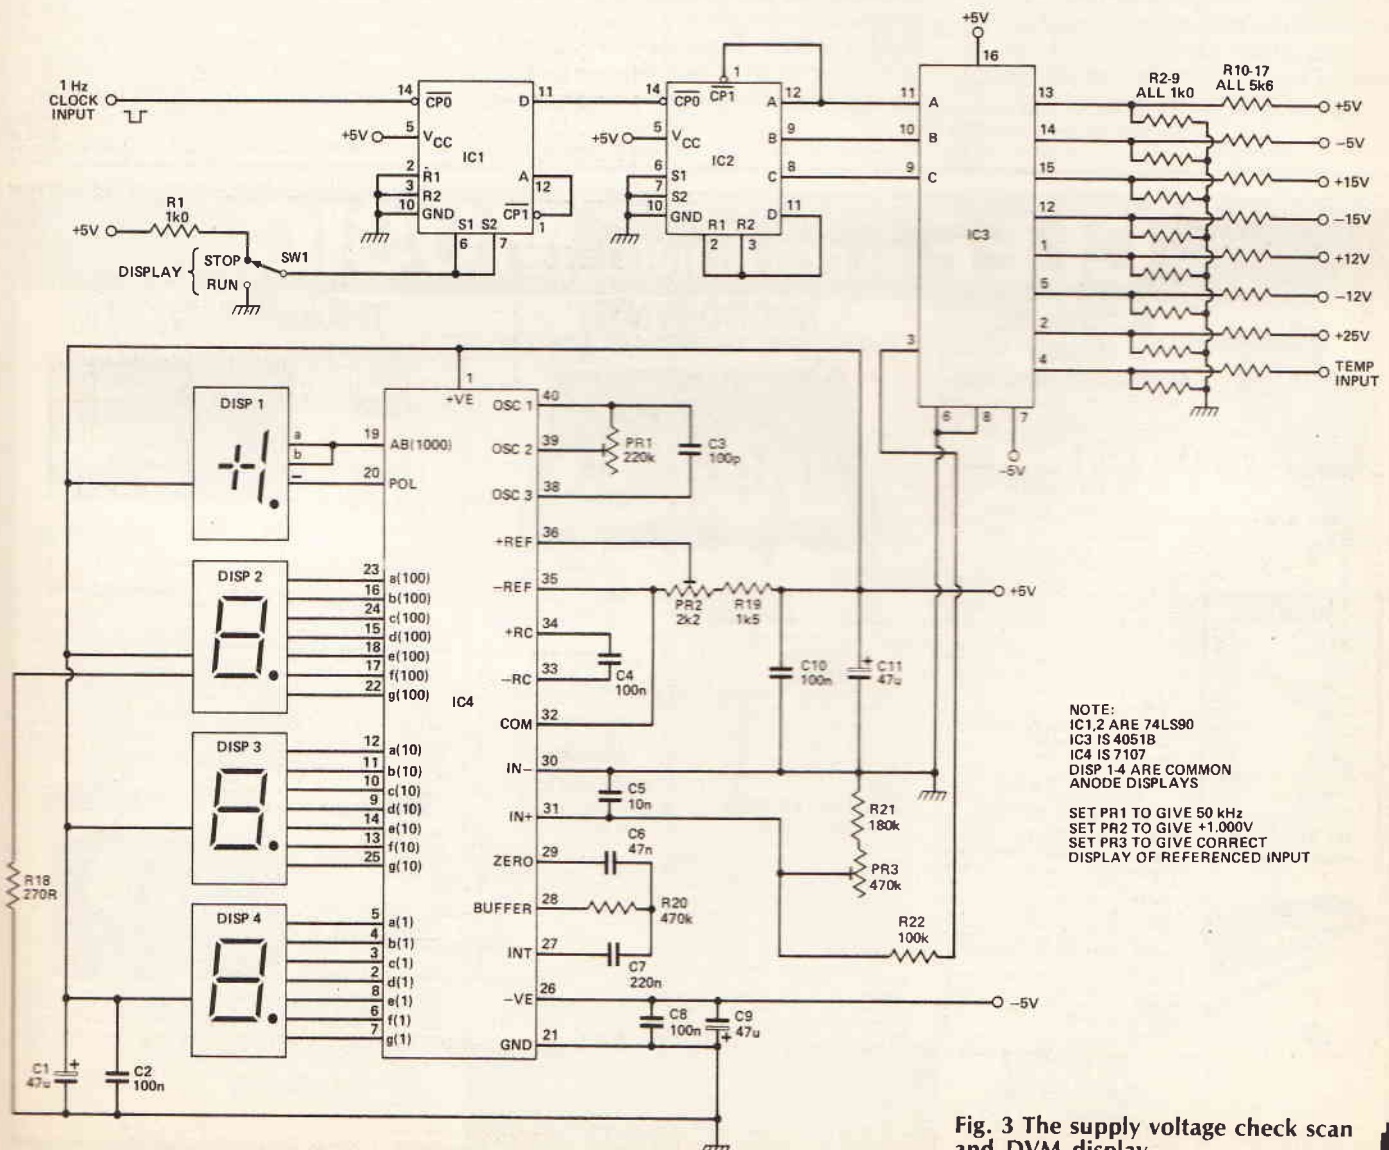 +5V
16
1 Hz
CLOCK
INPUT
14
CP0
D
11
+5V
5
VCC
IC1
2
R1
3
R2
10
GND
A
12
CP1
1
S1
S2
6
7
14
CP0
CP1
1
A
12
+5V
5
VCC
B
9
IC2
6
S1
C
8
7
S2
10
GND
D
11
R1
R2
2
3
11
A
10
B
9
C
IC3
3
6
8
7
-5V
13
14
15
12
1
5
2
4
R2-9
ALL 1k0
R10-17
ALL 5k6
+5V
-5V
+15V
-15V
+12V
-12V
+25V
TEMP
INPUT
R1
1k0
+5V
DISPLAY
STOP
RUN
SW1
DISP 1
a
b
−
+1.
19
AB(1000)
20
POL
1
+VE
OSC 1
40
OSC 2
39
OSC 3
38
PR1
220k
C3
100p
+REF
36
-REF
35
PR2
2k2
R19
1k5
+5V
+RC
34
-RC
33
C4
100n
COM
32
C10
100n
+
C11
47u
DISP 2
8.
23
a(100)
16
b(100)
24
c(100)
15
d(100)
18
e(100)
17
f(100)
22
g(100)
IC4
DISP 3
8.
12
a(10)
11
b(10)
10
c(10)
9
d(10)
14
e(10)
13
f(10)
25
g(10)
IN-
30
C5
10n
IN+
31
R21
180k
ZERO
29
C6
47n
PR3
470k
BUFFER
28
R20
470k
INT
27
C7
220n
R22
100k
R18
270R
DISP 4
8.
5
a(1)
4
b(1)
3
c(1)
2
d(1)
8
e(1)
6
f(1)
7
g(1)
-VE
26
-5V
C8
100n
C9
47u
+
GND
21
C1
47u
+
C2
100n
NOTE:
IC1,2 ARE 74LS90
IC3 IS 4051B
IC4 IS 7107
DISP 1-4 ARE COMMON
ANODE DISPLAYS
SET PR1 TO GIVE 50 kHz
SET PR2 TO GIVE +1.000V
SET PR3 TO GIVE CORRECT
DISPLAY OF REFERENCED INPUT
Fig. 3 The supply voltage check scan
and DVM display